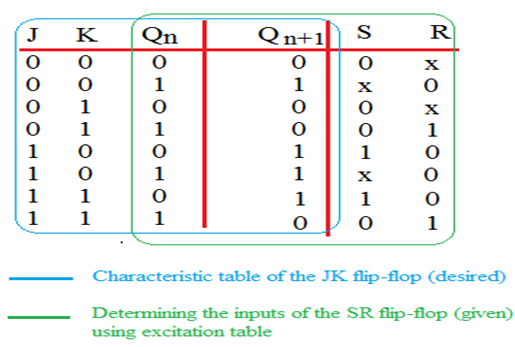 J K Qn Qn+1 S R
0 0 0 0 0 x
0 0 1 1 x 0
0 1 0 0 0 x
0 1 1 0 0 1
1 0 0 1 1 0
1 0 1 1 x 0
1 1 0 1 1 0
1 1 1 0 0 1
Characteristic table of the JK flip-flop (desired)
Determining the inputs of the SR flip-flop (given)
using excitation table